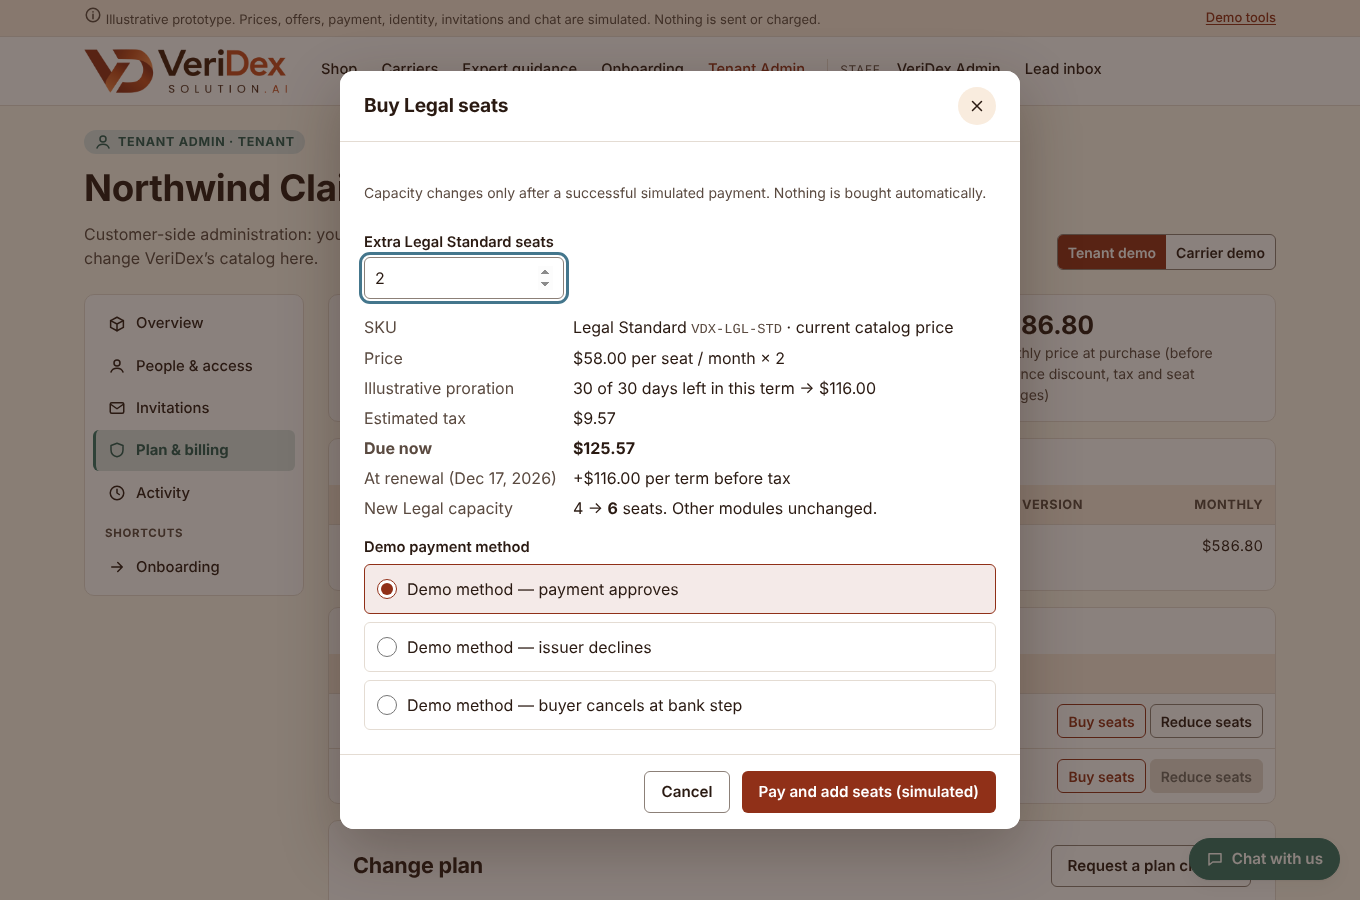 Illustrative prototype. Prices, offers, payment, identity, invitations and chat are simulated. Nothing is sent or charged.
Demo tools
VeriDex
SOLUTION.AI
Shop
Carriers
Expert guidance
Onboarding
Tenant Admin
STAFF
VeriDex Admin
Lead inbox
TENANT ADMIN · TENANT
Northwind Clai
Customer-side administration: you
change VeriDex’s catalog here.
Tenant demo
Carrier demo
Overview
People & access
Invitations
Plan & billing
Activity
SHORTCUTS
Onboarding
Buy Legal seats
Capacity changes only after a successful simulated payment. Nothing is bought automatically.
Extra Legal Standard seats
2
SKU Legal Standard VDX-LGL-STD · current catalog price
Price $58.00 per seat / month × 2
Illustrative proration 30 of 30 days left in this term → $116.00
Estimated tax $9.57
Due now $125.57
At renewal (Dec 17, 2026) +$116.00 per term before tax
New Legal capacity 4 → 6 seats. Other modules unchanged.
Demo payment method
Demo method — payment approves
Demo method — issuer declines
Demo method — buyer cancels at bank step
Cancel
Pay and add seats (simulated)
86.80
thly price at purchase (before
nce discount, tax and seat
ges)
VERSION
MONTHLY
$586.80
Buy seats
Reduce seats
Buy seats
Reduce seats
Change plan
Request a plan c
Chat with us